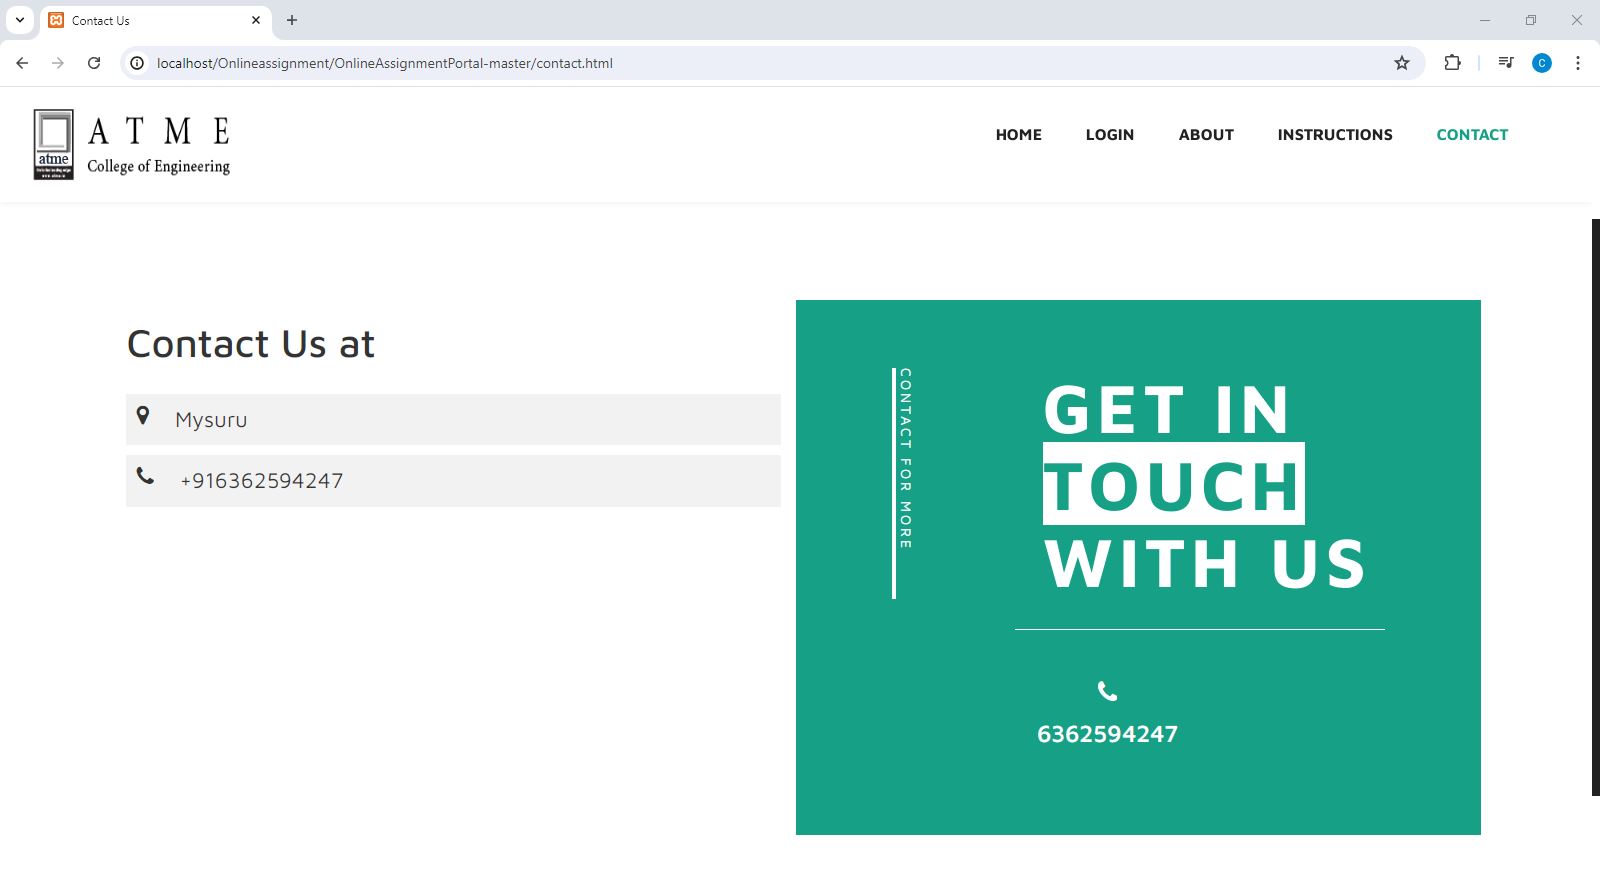 Contact Us
localhost/Onlineassignment/OnlineAssignmentPortal-master/contact.html
C
A T M E
College of Engineering
atme
HOME LOGIN ABOUT INSTRUCTIONS CONTACT
Contact Us at
Mysuru
+916362594247
CONTACT FOR MORE
GET IN
TOUCH
WITH US
6362594247